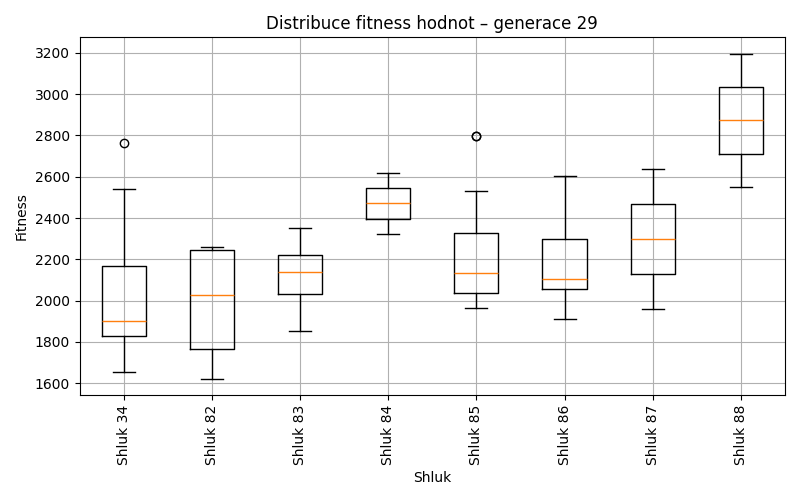 Distribuce fitness hodnot – generace 29
Fitness
3200
3000
2800
2600
2400
2200
2000
1800
1600
Shluk 34
Shluk 82
Shluk 83
Shluk 84
Shluk 85
Shluk 86
Shluk 87
Shluk 88
Shluk